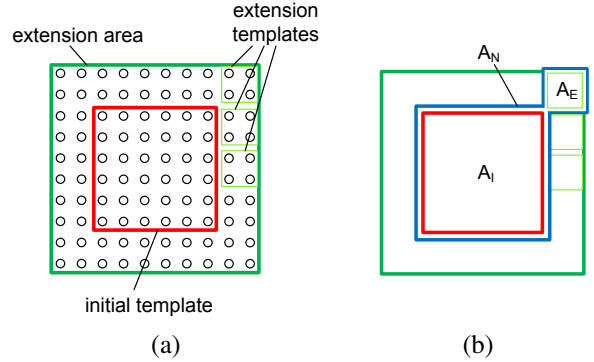 extension
extension area
templates
initial template
(a)
A_N
A_E
A_I
(b)